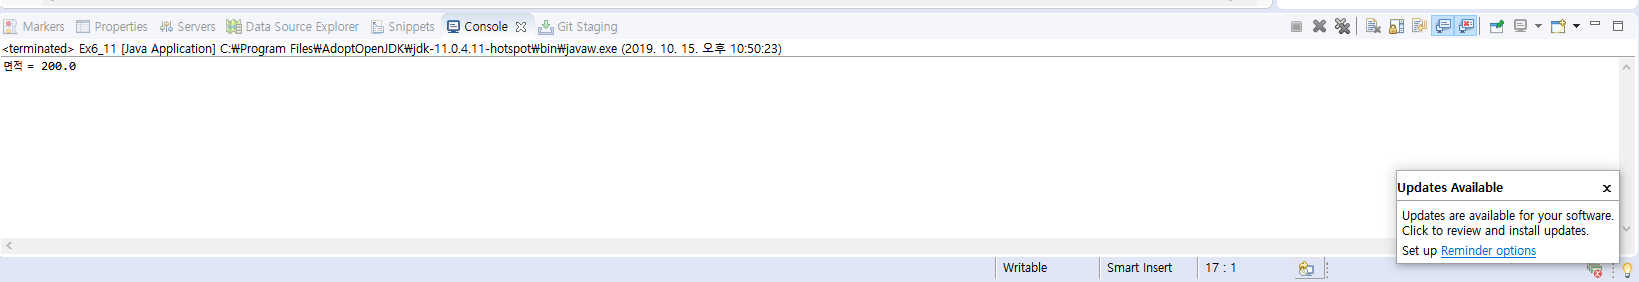 Markers Properties Servers Data Source Explorer Snippets Console Git Staging
<terminated> Ex6_11 [Java Application] C:₩Program Files₩AdoptOpenJDK₩jdk-11.0.4.11-hotspot₩bin₩javaw.exe (2019. 10. 15. 오후 10:50:23)
면적 = 200.0
Updates Available
Updates are available for your software.
Click to review and install updates.
Set up Reminder options
Writable Smart Insert 17 : 1